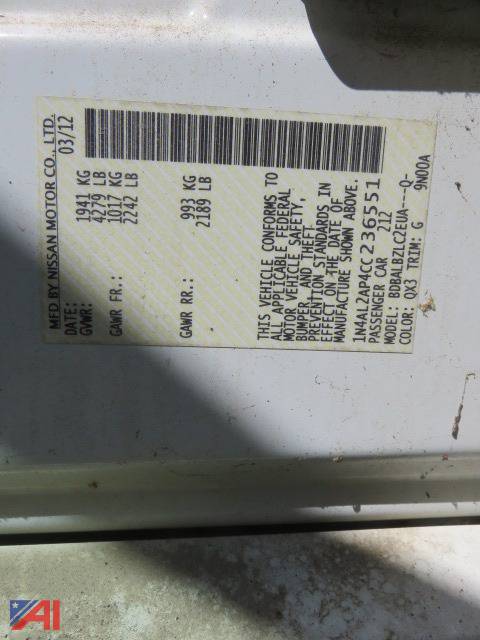 MFD BY NISSAN MOTOR CO. LTD.
DATE: 03/12
GVWR: 1941 KG
4279 LB
GAWR FR.: 1017 KG
2242 LB
GAWR RR.: 993 KG
2189 LB
THIS VEHICLE CONFORMS TO
ALL APPLICABLE FEDERAL
MOTOR VEHICLE SAFETY,
BUMPER, AND THEFT
PREVENTION STANDARDS IN
EFFECT ON THE DATE OF
MANUFACTURE SHOWN ABOVE.
1N4AL2AP4CC236551
PASSENGER CAR 212
MODEL: BDBALBZLC2EUA---Q-
COLOR: QX3 TRIM: G 9N00A
AI